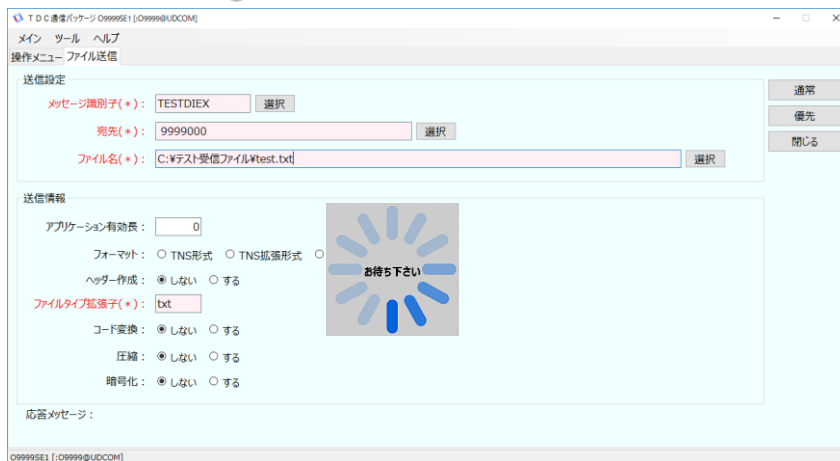 TDC通信パッケージ O9999SE1 [:O9999@UDCOM]
メイン ツール ヘルプ
操作メニュー ファイル送信
送信設定
メッセージ識別子(*): TESTDIEX 選択
宛先(*): 9999000 選択
ファイル名(*): C:¥テスト受信ファイル¥test.txt 選択
通常
優先
閉じる
送信情報
アプリケーション有効長: 0
フォーマット: TNS形式 TNS拡張形式
ヘッダー作成: しない する
ファイルタイプ拡張子(*): txt
コード変換: しない する
圧縮: しない する
暗号化: しない する
お待ち下さい
応答メッセージ:
O9999SE1 [:O9999@UDCOM]